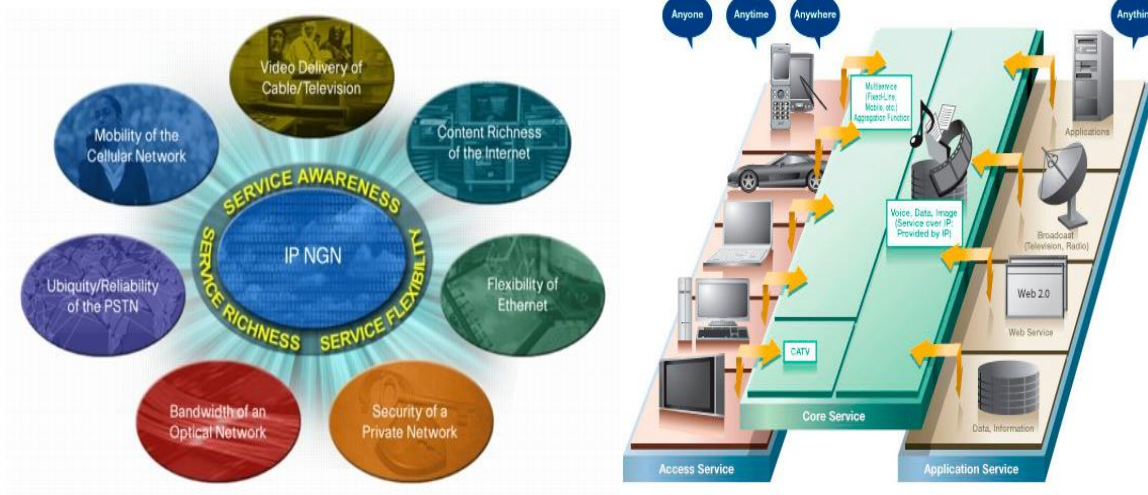 Video Delivery of
Cable/Television
Mobility of the
Cellular Network
Content Richness
of the Internet
SERVICE AWARENESS
SERVICE RICHNESS
SERVICE FLEXIBILITY
IP NGN
Ubiquity/Reliability
of the PSTN
Flexibility of
Ethernet
Bandwidth of an
Optical Network
Security of a
Private Network
Anyone
Anytime
Anywhere
Anythin
Multiservice
(Fixed-Line,
Mobile, etc.)
Aggregation Function
Applications
Voice, Data, Image
(Service over IP:
Provided by IP)
Broadcast
(Television, Radio)
Web 2.0
Web Service
CATV
Data, Information
Core Service
Access Service
Application Service